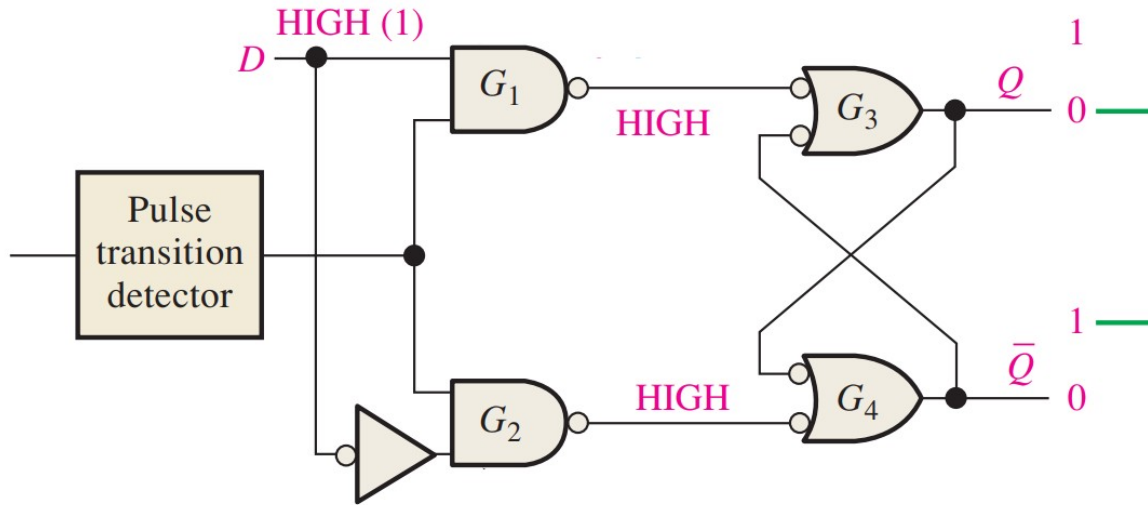 HIGH (1)
D
G1
HIGH
G3
Q
1
0
Pulse
transition
detector
G2
HIGH
G4
Q̅
1
0